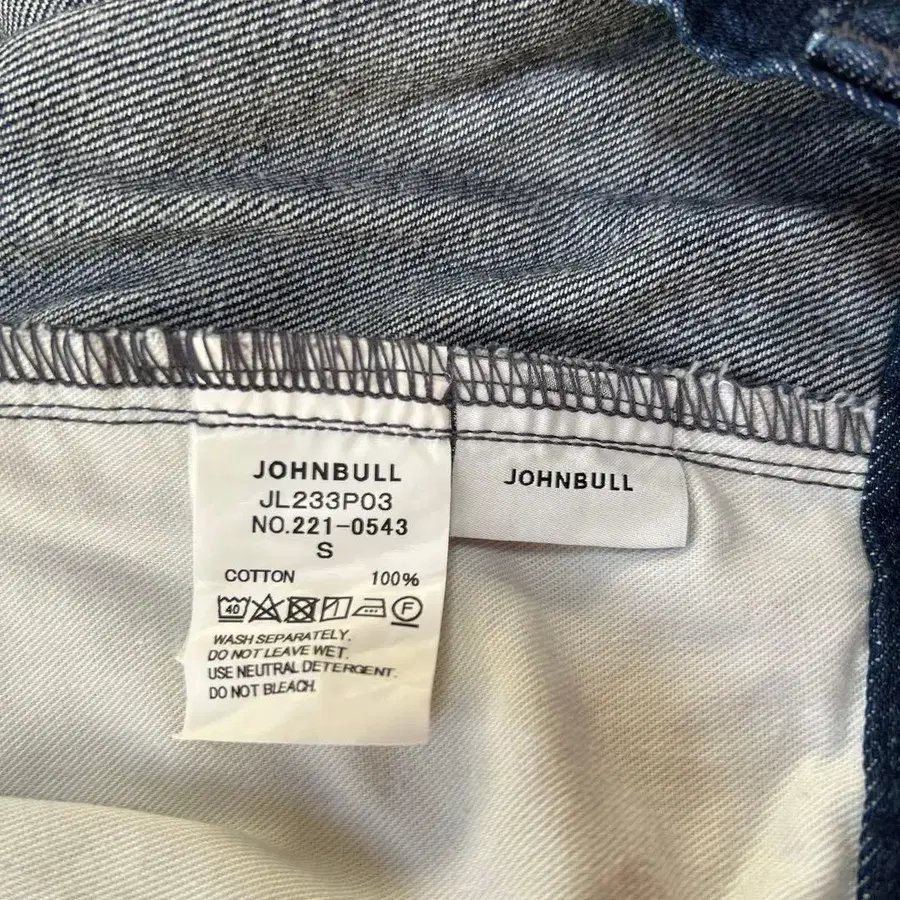 JOHNBULL
JL233P03
NO.221-0543
S
COTTON 100%
40 F
WASH SEPARATELY.
DO NOT LEAVE WET.
USE NEUTRAL DETERGENT.
DO NOT BLEACH.
JOHNBULL